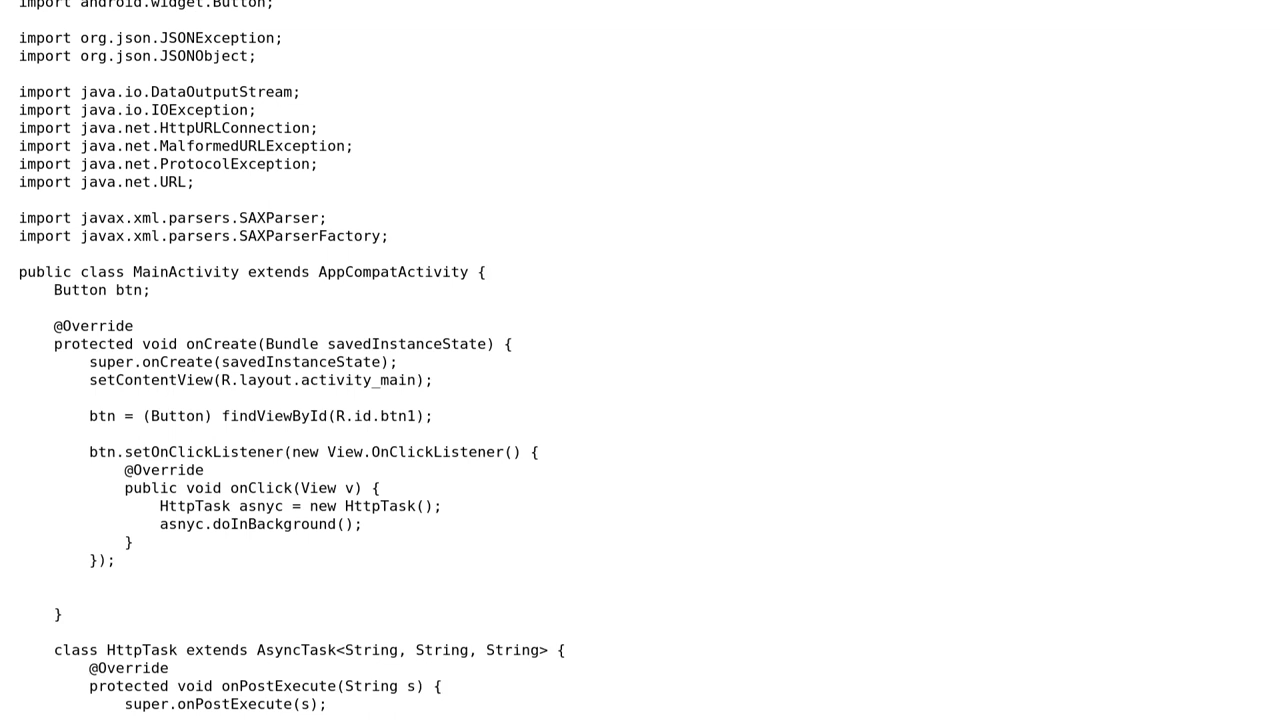 import android.widget.Button;

import org.json.JSONException;
import org.json.JSONObject;

import java.io.DataOutputStream;
import java.io.IOException;
import java.net.HttpURLConnection;
import java.net.MalformedURLException;
import java.net.ProtocolException;
import java.net.URL;

import javax.xml.parsers.SAXParser;
import javax.xml.parsers.SAXParserFactory;

public class MainActivity extends AppCompatActivity {
    Button btn;

    @Override
    protected void onCreate(Bundle savedInstanceState) {
        super.onCreate(savedInstanceState);
        setContentView(R.layout.activity_main);

        btn = (Button) findViewById(R.id.btn1);

        btn.setOnClickListener(new View.OnClickListener() {
            @Override
            public void onClick(View v) {
                HttpTask asnyc = new HttpTask();
                asnyc.doInBackground();
            }
        });


    }

    class HttpTask extends AsyncTask<String, String, String> {
        @Override
        protected void onPostExecute(String s) {
            super.onPostExecute(s);